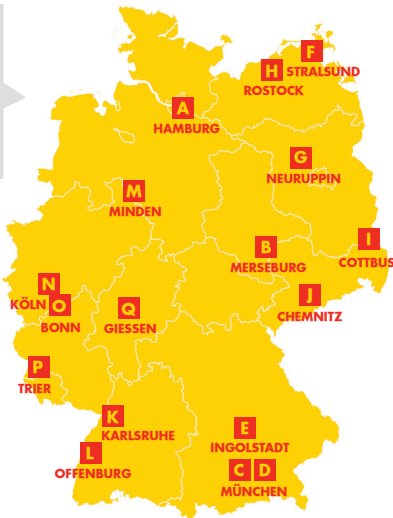 F
STRALSUND
H
ROSTOCK
A
HAMBURG
G
NEURUPPIN
M
MINDEN
I
COTTBUS
B
MERSEBURG
J
CHEMNITZ
N
KÖLN
O
BONN
Q
GIESSEN
P
TRIER
K
KARLSRUHE
L
OFFENBURG
E
INGOLSTADT
C D
MÜNCHEN